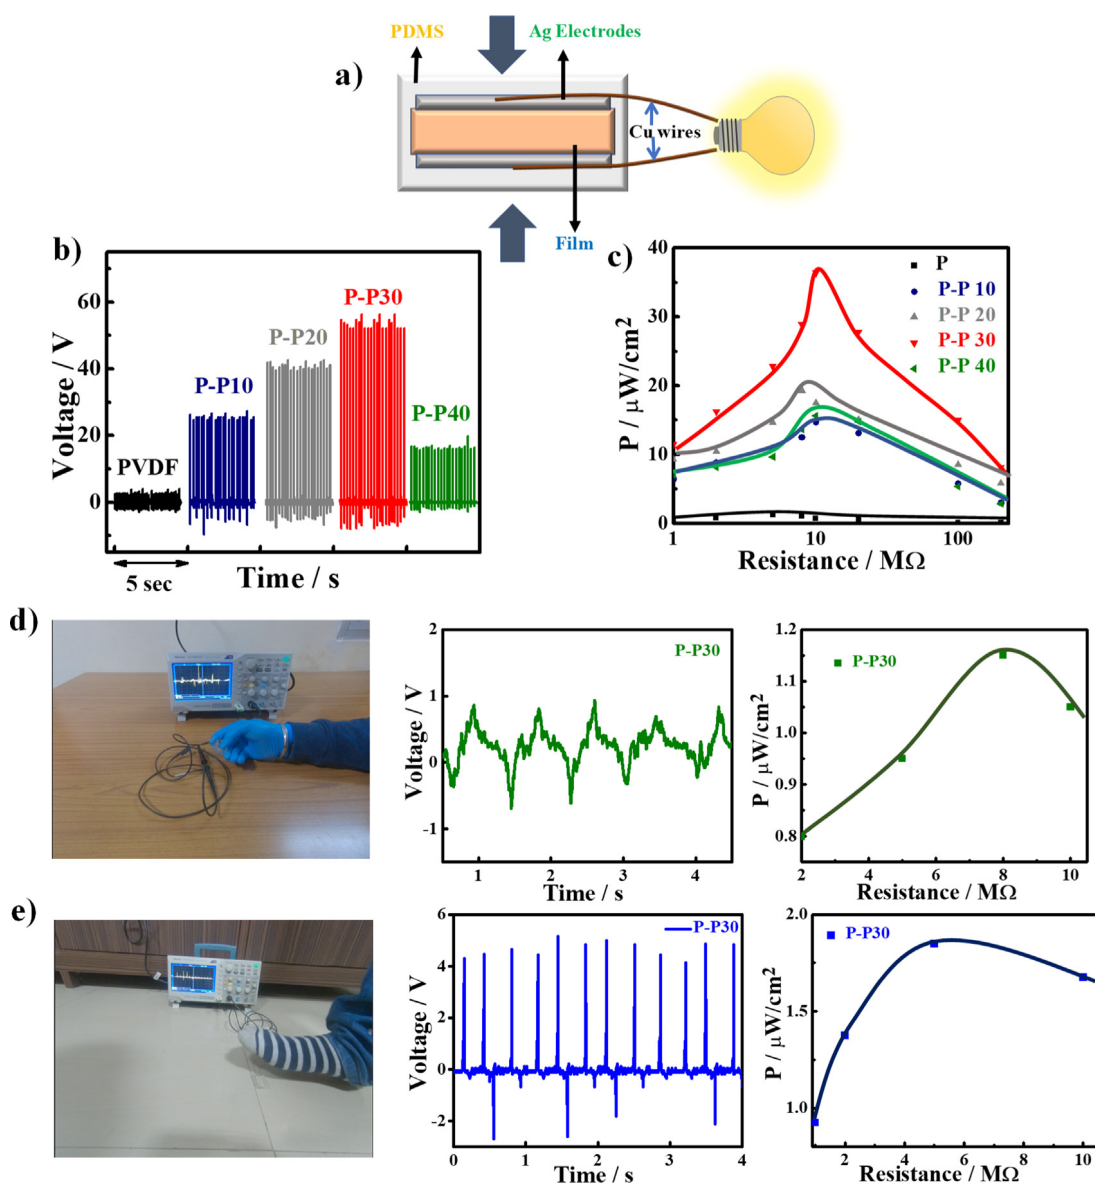 a)
PDMS
Ag Electrodes
Cu wires
Film
b)
Voltage / V
60
40
20
0
PVDF
P-P10
P-P20
P-P30
P-P40
5 sec
Time / s
c)
P / μW/cm2
40
30
20
10
0
P
P-P 10
P-P 20
P-P 30
P-P 40
1
10
100
Resistance / MΩ
d)
Voltage / V
2
1
0
-1
P-P30
1
2
3
4
Time / s
P / μW/cm2
1.2
1.1
1.0
0.9
0.8
P-P30
2
4
6
8
10
Resistance / MΩ
e)
Voltage / V
6
4
2
0
-2
P-P30
0
1
2
3
4
Time / s
P / μW/cm2
2.0
1.5
1.0
P-P30
2
4
6
8
10
Resistance / MΩ